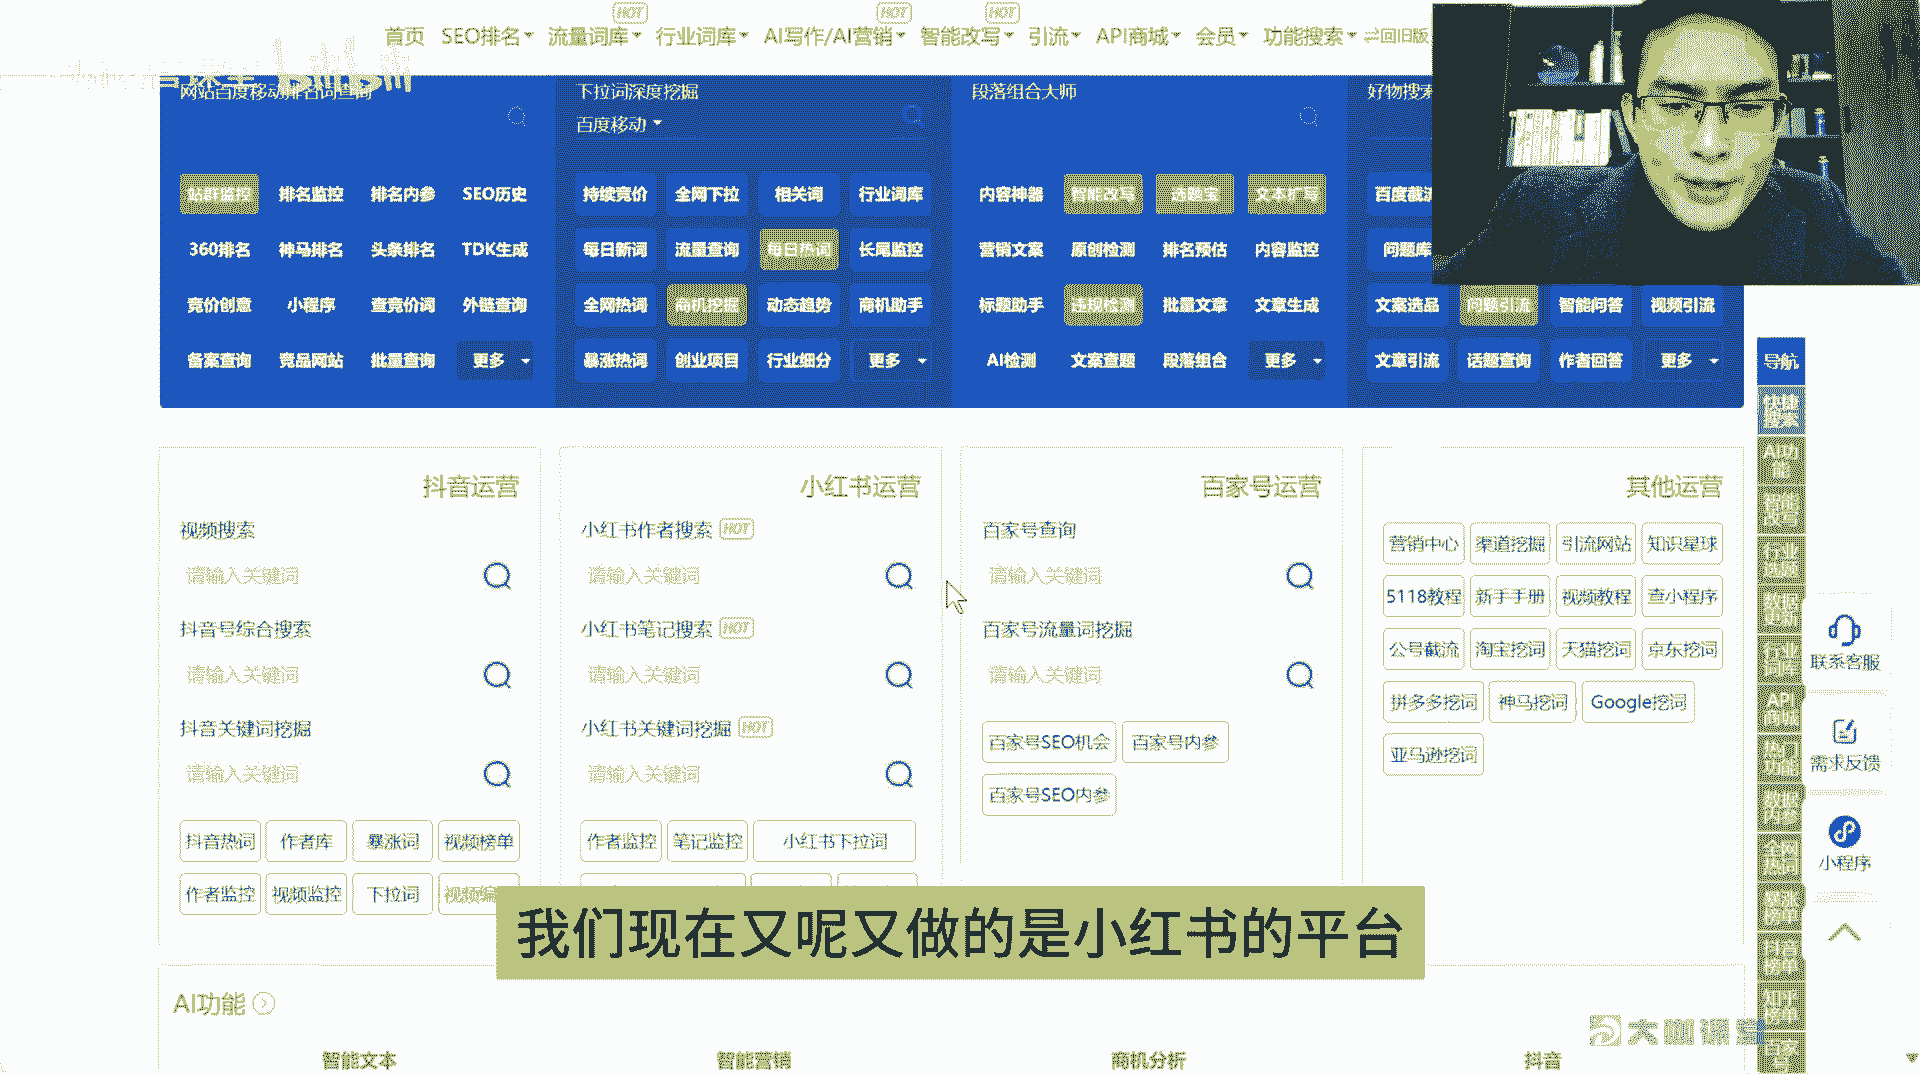 HOT HOT HOT
首页 SEO排名 流量词库 行业词库 AI写作/AI营销 智能改写 引流 API商城 会员 功能搜索 回旧版
bilibili
网站百度移动排名词查询 下拉词深度挖掘 段落组合大师 好物搜索
百度移动
站群监控 排名监控 排名内参 SEO历史 持续竞价 全网下拉 相关词 行业词库 内容神器 智能改写 选题宝 文本扩写 百度截流
360排名 神马排名 头条排名 TDK生成 每日新词 流量查询 每日热词 长尾监控 营销文案 原创检测 排名预估 内容监控 问题库
竞价创意 小程序 查竞价词 外链查询 全网热词 商机挖掘 动态趋势 商机助手 标题助手 违规检测 批量文章 文章生成 文案选品 问题引流 智能问答 视频引流
备案查询 竞品网站 批量查询 更多 暴涨热词 创业项目 行业细分 更多 AI检测 文案查题 段落组合 更多 文章引流 话题查询 作者回答 更多
抖音运营
视频搜索
请输入关键词
抖音号综合搜索
请输入关键词
抖音关键词挖掘
请输入关键词
抖音热词 作者库 暴涨词 视频榜单
作者监控 视频监控 下拉词 视频编
小红书运营
小红书作者搜索 HOT
请输入关键词
小红书笔记搜索 HOT
请输入关键词
小红书关键词挖掘 HOT
请输入关键词
作者监控 笔记监控 小红书下拉词
百家号运营
百家号查询
请输入关键词
百家号流量词挖掘
请输入关键词
百家号SEO机会 百家号内参
百家号SEO内参
其他运营
营销中心 渠道挖掘 引流网站 知识星球
5118教程 新手手册 视频教程 查小程序
公号截流 淘宝挖词 天猫挖词 京东挖词
拼多多挖词 神马挖词 Google挖词
亚马逊挖词
导航
快捷搜索
AI功能
智能改写
行业选题
数据更新
行业词库
API商城
热门功能
数据内参
全网热词
暴涨榜单
抖音榜单
知乎榜单
百家号
联系客服
需求反馈
小程序
我们现在又呢又做的是小红书的平台
AI功能
大咖课堂
智能文本 智能营销 商机分析 抖音